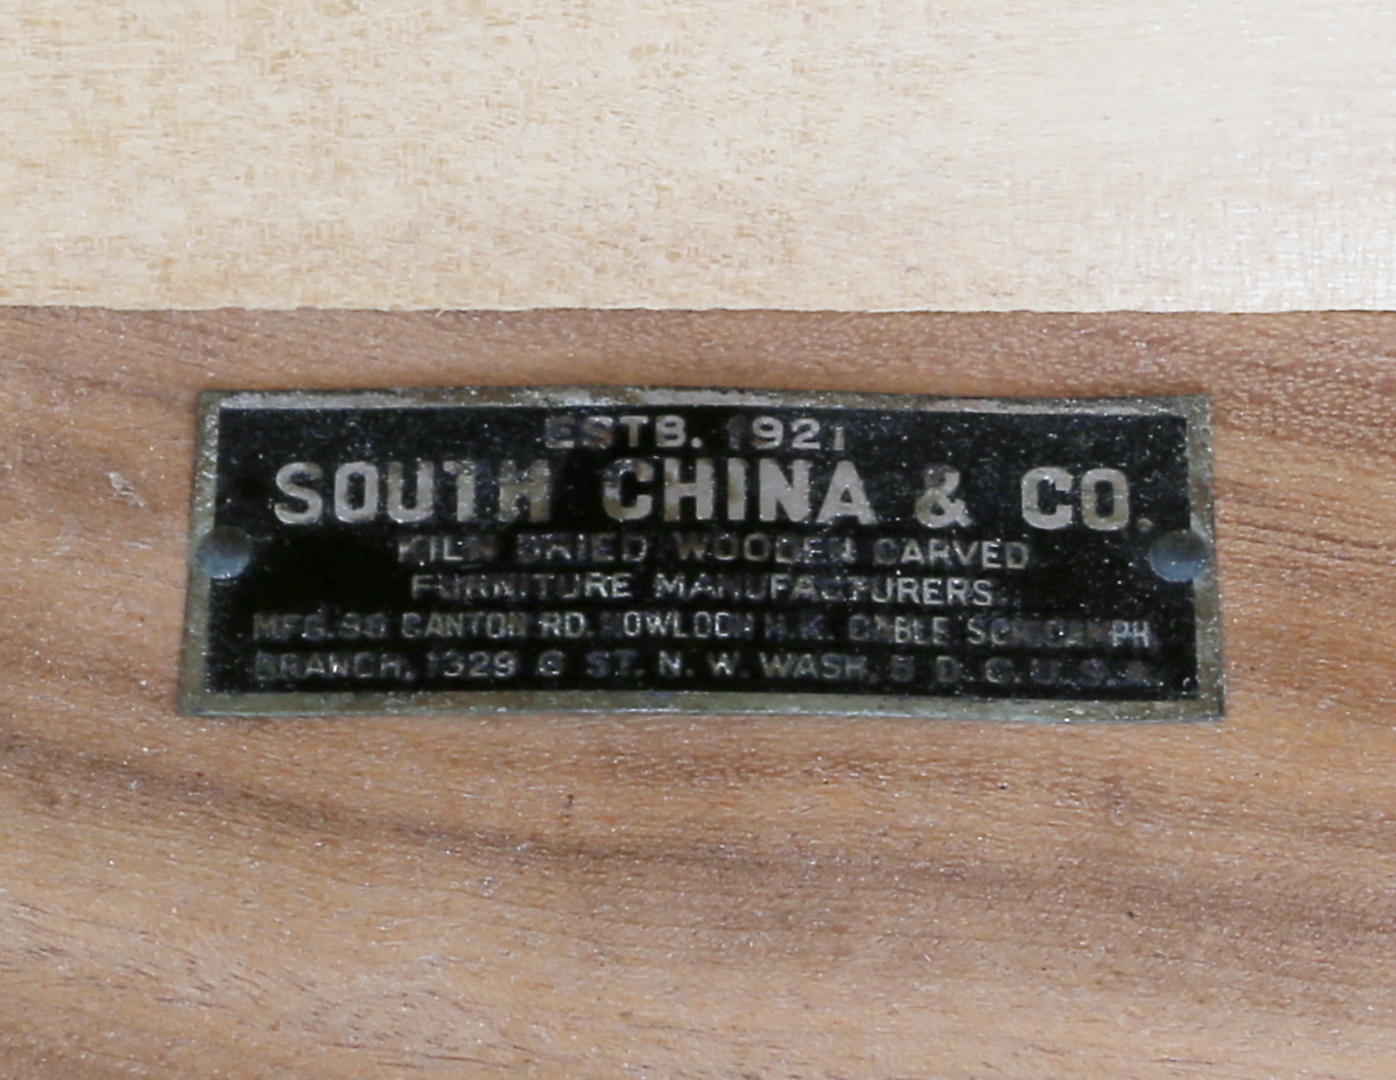 ESTB. 1921
SOUTH CHINA & CO.
KILN DRIED WOODEN CARVED
FURNITURE MANUFACTURERS
MFG. CANTON RD. KOWLOON H.K. CABLE
BRANCH, 1329 G ST. N. W. WASH, 5 D. C. U.S.A.